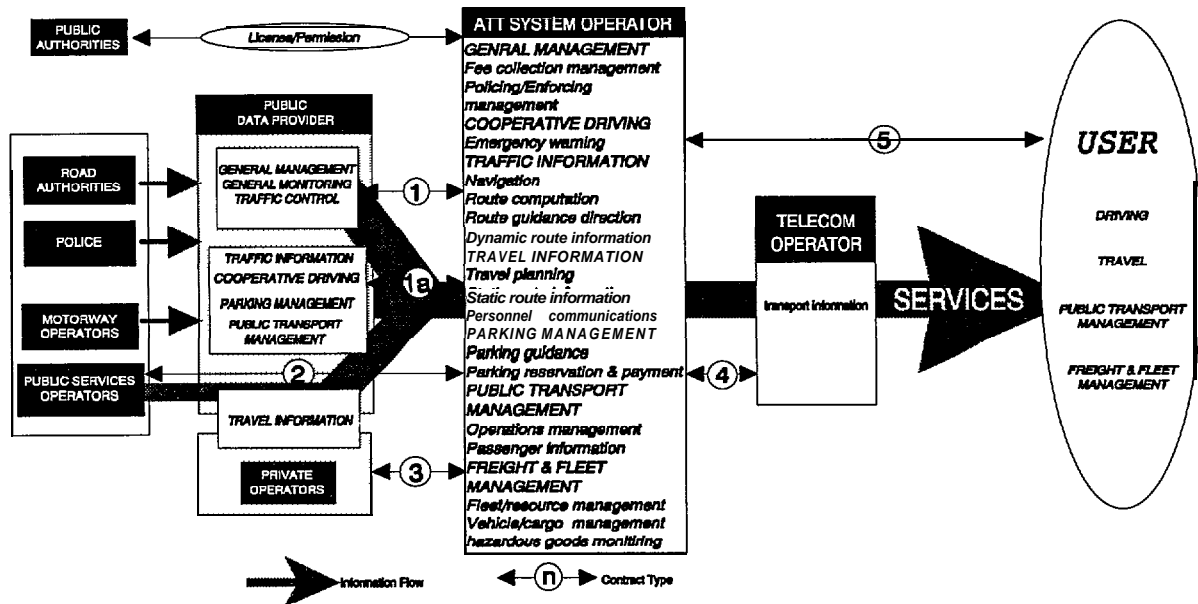 PUBLIC
AUTHORITIES
License/Permission
ATT SYSTEM OPERATOR
GENRAL MANAGEMENT
Fee collection management
Policing/Enforcing
management
COOPERATIVE DRIVING
Emergency warning
TRAFFIC INFORMATION
Navigation
Route computation
Route guidance direction
Dynamic route information
TRAVEL INFORMATION
Travel planning
Static route information
Personnel communications
PARKING MANAGEMENT
Parking guidance
Parking reservation & payment
PUBLIC TRANSPORT
MANAGEMENT
Operations management
Passenger information
FREIGHT & FLEET
MANAGEMENT
Fleet/resource management
Vehicle/cargo management
hazardous goods monitiring
ROAD
AUTHORITIES
POLICE
MOTORWAY
OPERATORS
PUBLIC SERVICES
OPERATORS
PUBLIC
DATA PROVIDER
GENERAL MANAGEMENT
GENERAL MONITORING
TRAFFIC CONTROL
TRAFFIC INFORMATION
COOPERATIVE DRIVING
PARKING MANAGEMENT
PUBLIC TRANSPORT
MANAGEMENT
TRAVEL INFORMATION
PRIVATE
OPERATORS
1
1a
2
3
4
5
TELECOM
OPERATOR
transport information
SERVICES
USER
DRIVING
TRAVEL
PUBLIC TRANSPORT
MANAGEMENT
FREIGHT & FLEET
MANAGEMENT
Information Flow
n
Contract Type